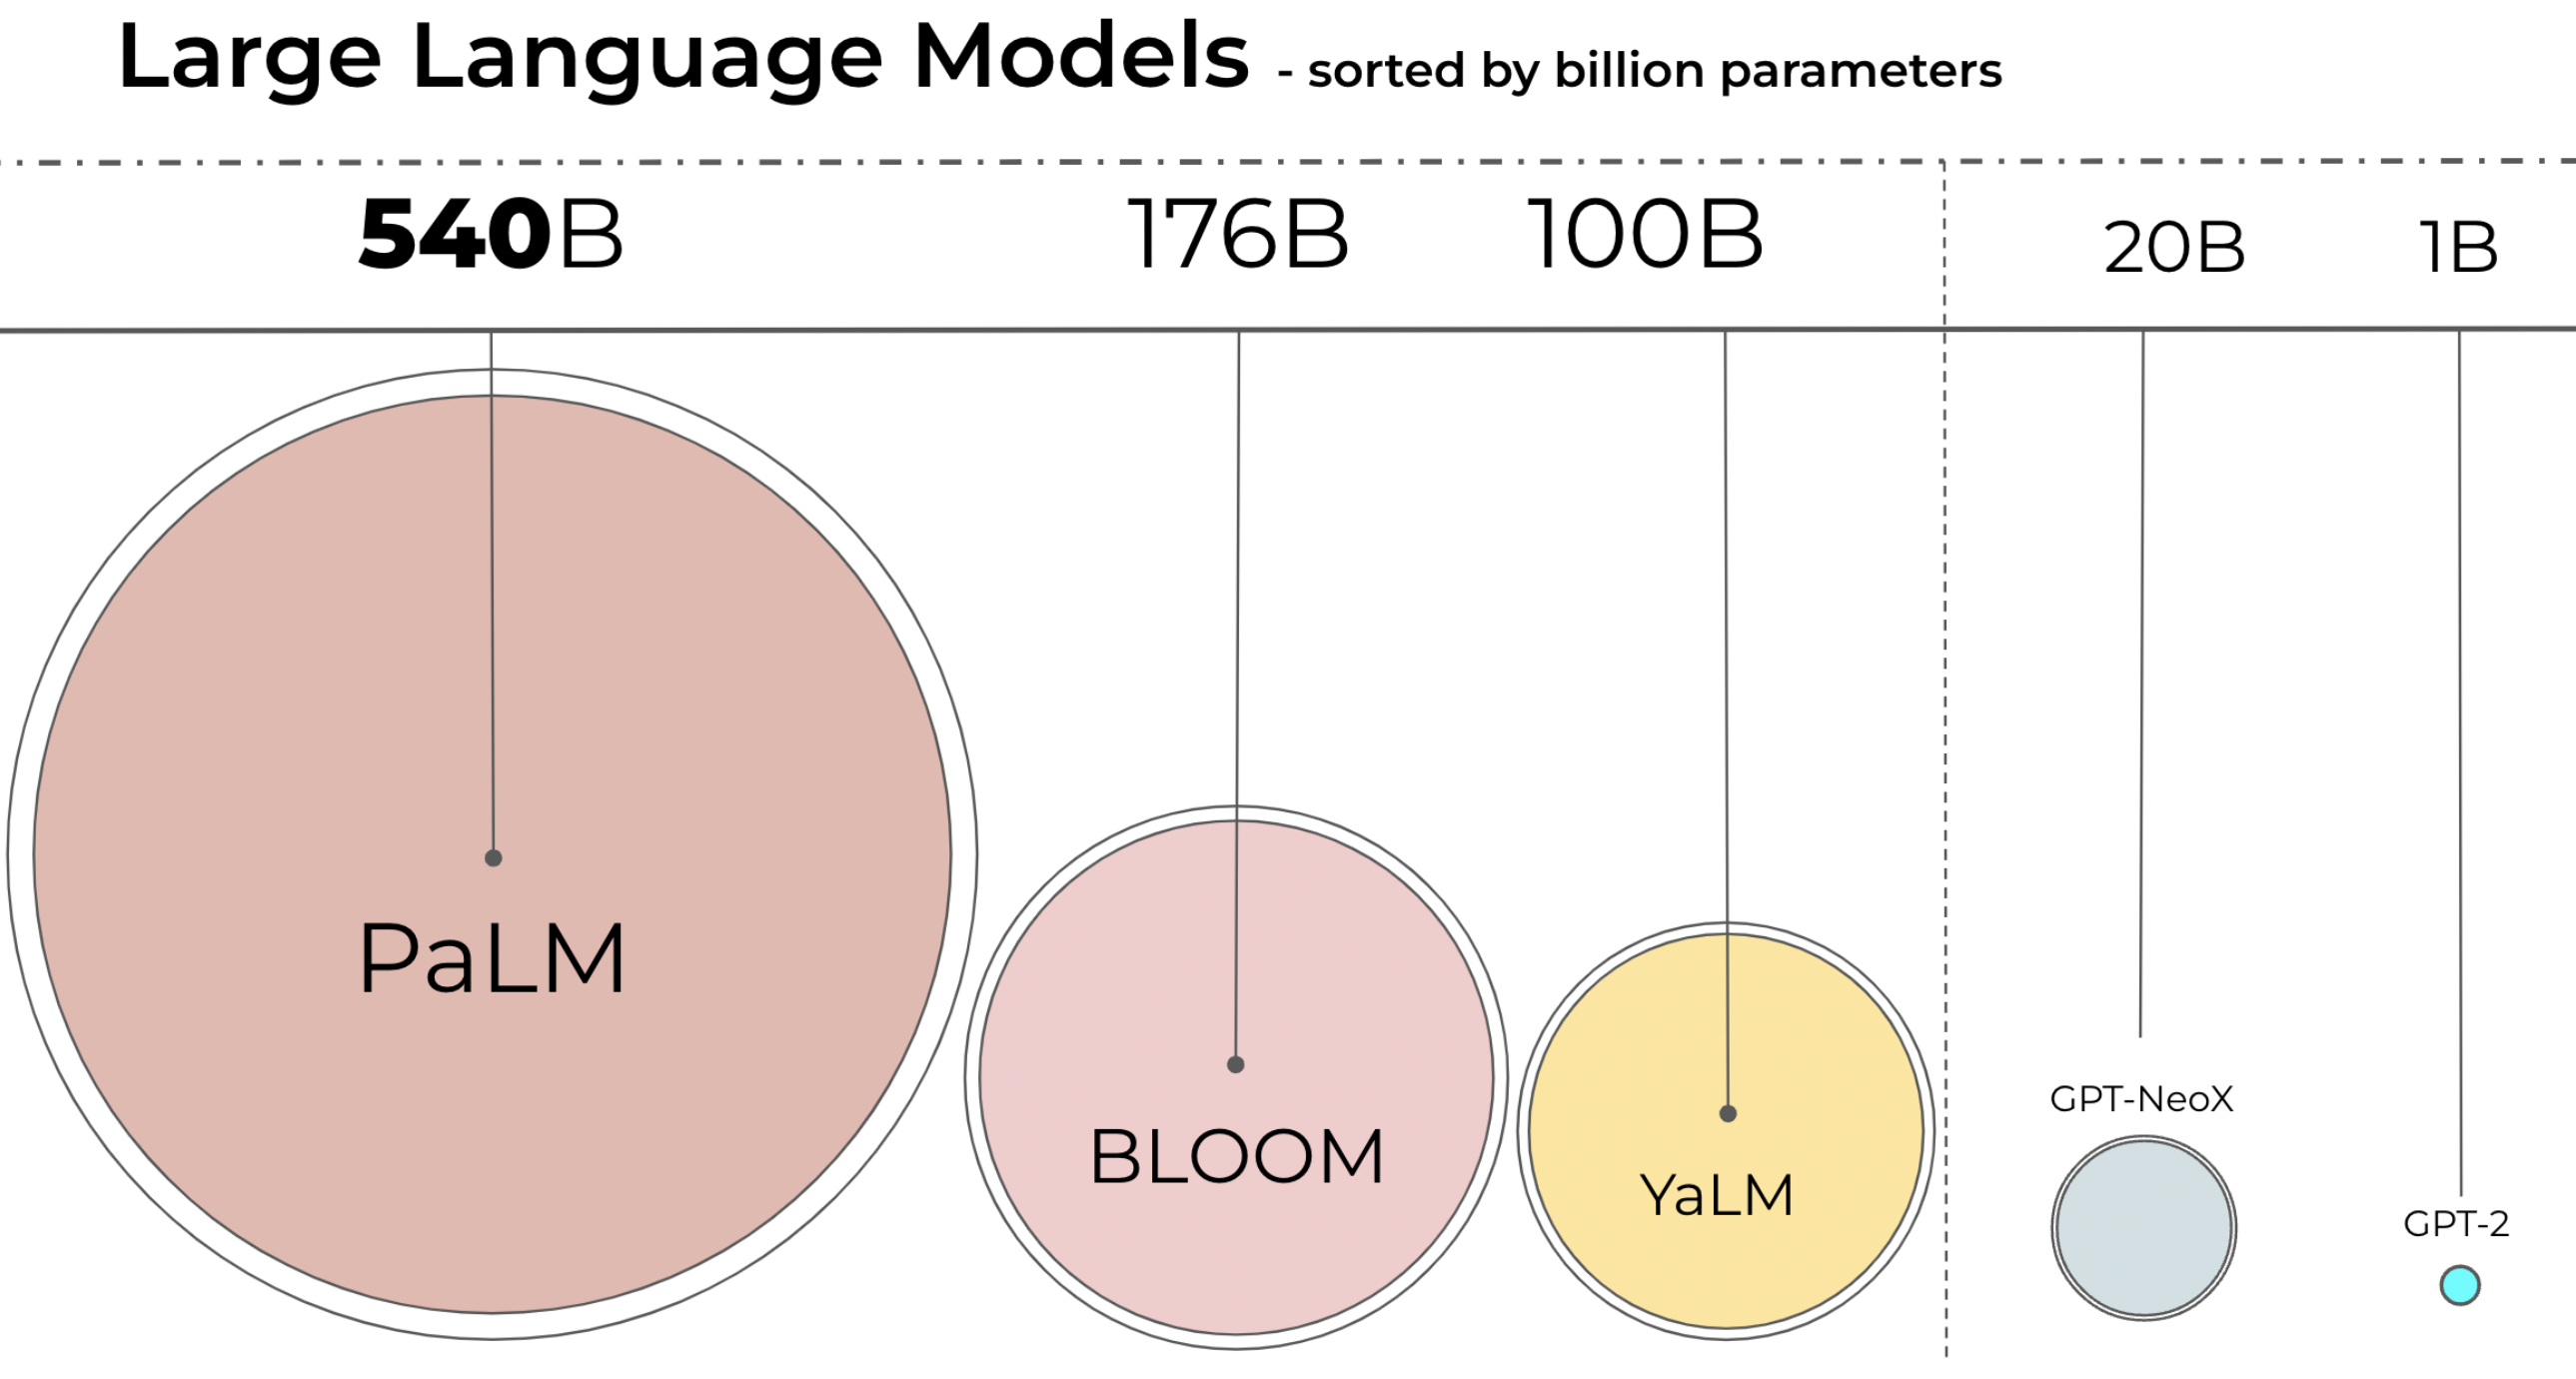 Large Language Models - sorted by billion parameters
540B 176B 100B 20B 1B
PaLM
BLOOM
YaLM
GPT-NeoX
GPT-2